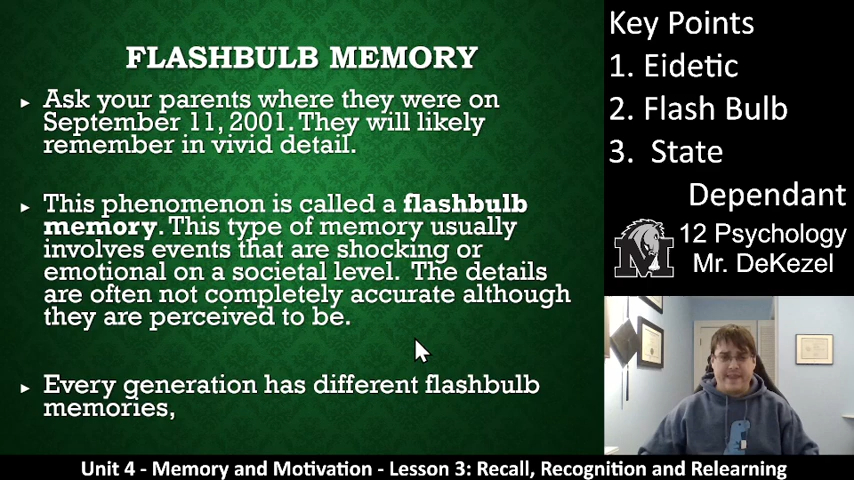 FLASHBULB MEMORY
▸ Ask your parents where they were on
September 11, 2001. They will likely
remember in vivid detail.
▸ This phenomenon is called a flashbulb
memory. This type of memory usually
involves events that are shocking or
emotional on a societal level. The details
are often not completely accurate although
they are perceived to be.
▸ Every generation has different flashbulb
memories,
Key Points
1. Eidetic
2. Flash Bulb
3. State
Dependant
M
12 Psychology
Mr. DeKezel
Unit 4 - Memory and Motivation - Lesson 3: Recall, Recognition and Relearning